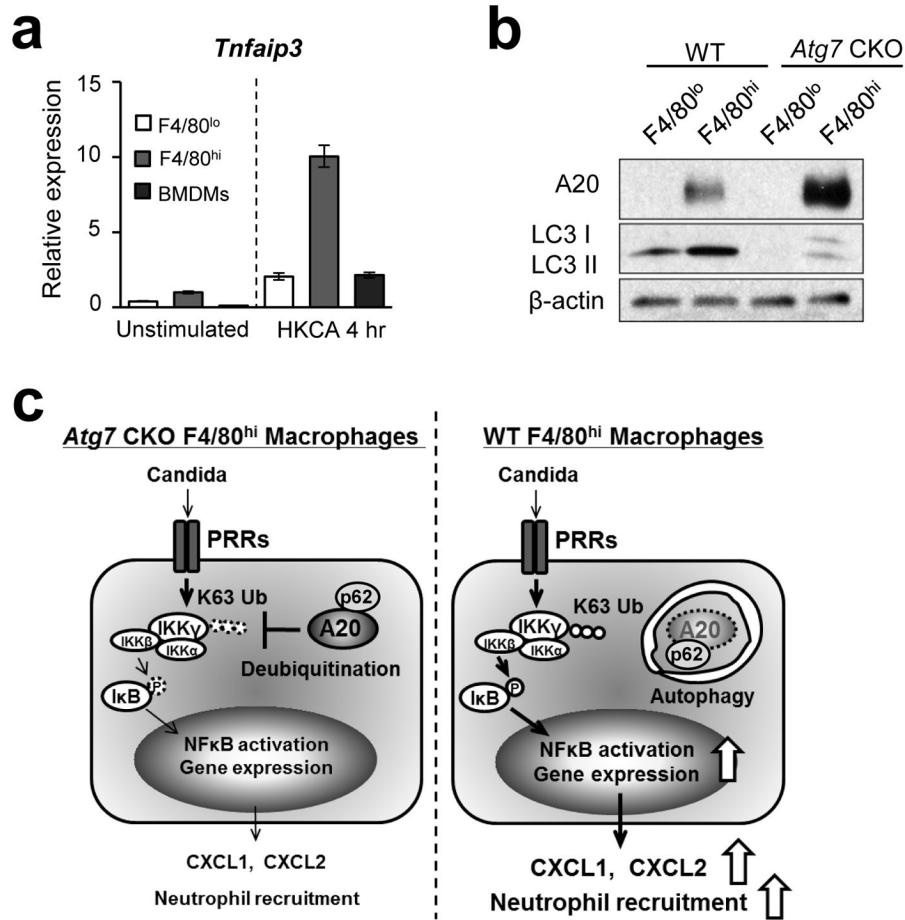 a
Tnfaip3
Relative expression
15
10
5
0
F4/80lo
F4/80hi
BMDMs
Unstimulated
HKCA 4 hr
b
WT
Atg7 CKO
F4/80lo
F4/80hi
F4/80lo
F4/80hi
A20
LC3 I
LC3 II
β-actin
c
Atg7 CKO F4/80hi Macrophages
Candida
PRRs
K63 Ub
p62
IKKγ
A20
IKKβ
IKKα
Deubiquitination
P
IκB
NFκB activation
Gene expression
CXCL1, CXCL2
Neutrophil recruitment
WT F4/80hi Macrophages
Candida
PRRs
K63 Ub
IKKγ
A20
IKKβ
IKKα
p62
P
Autophagy
IκB
NFκB activation
Gene expression
CXCL1, CXCL2
Neutrophil recruitment